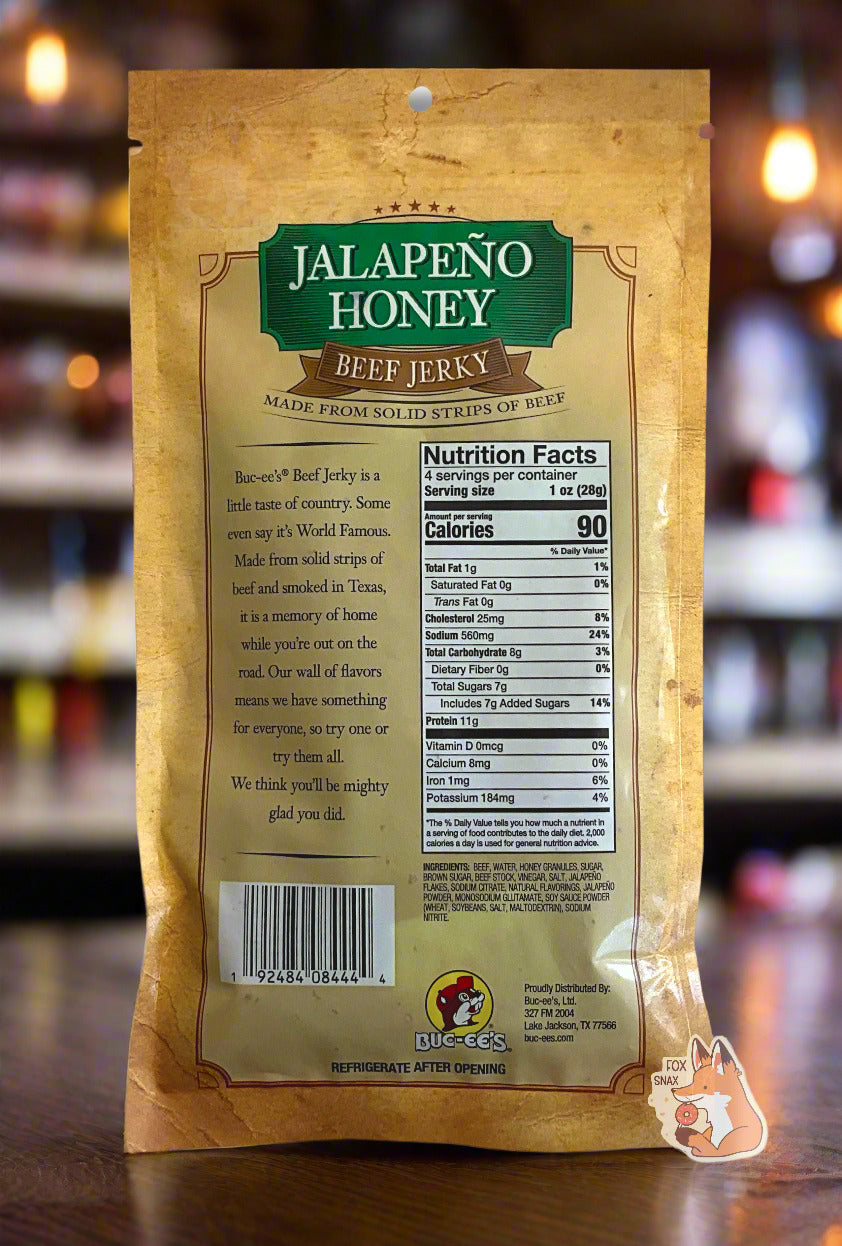 JALAPEÑO
HONEY
BEEF JERKY
MADE FROM SOLID STRIPS OF BEEF
Buc-ee's® Beef Jerky is a
little taste of country. Some
even say it's World Famous.
Made from solid strips of
beef and smoked in Texas,
it is a memory of home
while you're out on the
road. Our wall of flavors
means we have something
for everyone, so try one or
try them all.
We think you'll be mighty
glad you did.
Nutrition Facts
4 servings per container
Serving size 1 oz (28g)
Amount per serving
Calories 90
% Daily Value*
Total Fat 1g 1%
Saturated Fat 0g 0%
Trans Fat 0g
Cholesterol 25mg 8%
Sodium 560mg 24%
Total Carbohydrate 8g 3%
Dietary Fiber 0g 0%
Total Sugars 7g
Includes 7g Added Sugars 14%
Protein 11g
Vitamin D 0mcg 0%
Calcium 8mg 0%
Iron 1mg 6%
Potassium 184mg 4%
*The % Daily Value tells you how much a nutrient in
a serving of food contributes to the daily diet. 2,000
calories a day is used for general nutrition advice.
INGREDIENTS: BEEF, WATER, HONEY GRANULES, SUGAR,
BROWN SUGAR, BEEF STOCK, VINEGAR, SALT, JALAPEÑO
FLAKES, SODIUM CITRATE, NATURAL FLAVORINGS, JALAPEÑO
POWDER, MONOSODIUM GLUTAMATE, SOY SAUCE POWDER
(WHEAT, SOYBEANS, SALT, MALTODEXTRIN), SODIUM
NITRITE.
1 92484 08444 4
BUC-EE'S®
Proudly Distributed By:
Buc-ee's, Ltd.
327 FM 2004
Lake Jackson, TX 77566
buc-ees.com
REFRIGERATE AFTER OPENING
FOX
SNAX